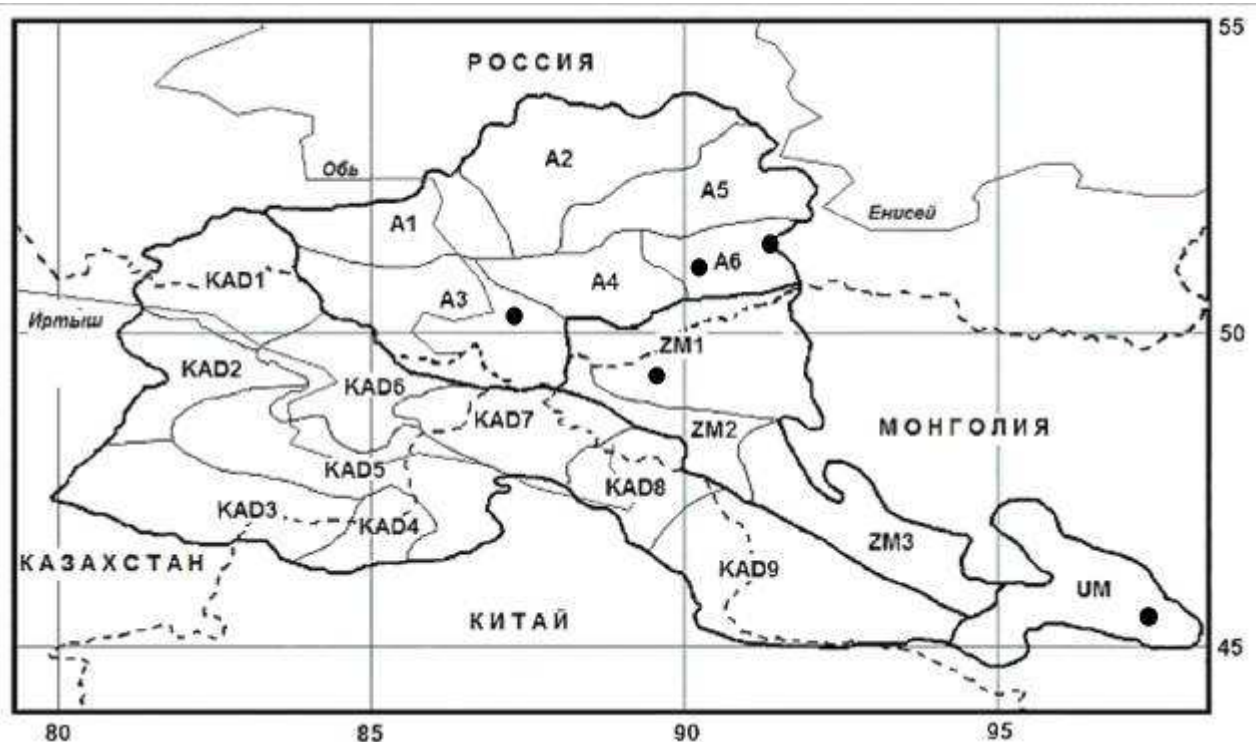 55
РОССИЯ
A2
Обь
A5
A1
Енисей
A6
KAD1
A4
A3
Иртыш
50
ZM1
KAD2
KAD6
KAD7
ZM2
МОНГОЛИЯ
KAD5
KAD8
KAD3
KAD4
ZM3
КАЗАХСТАН
KAD9
UM
КИТАЙ
45
80
85
90
95